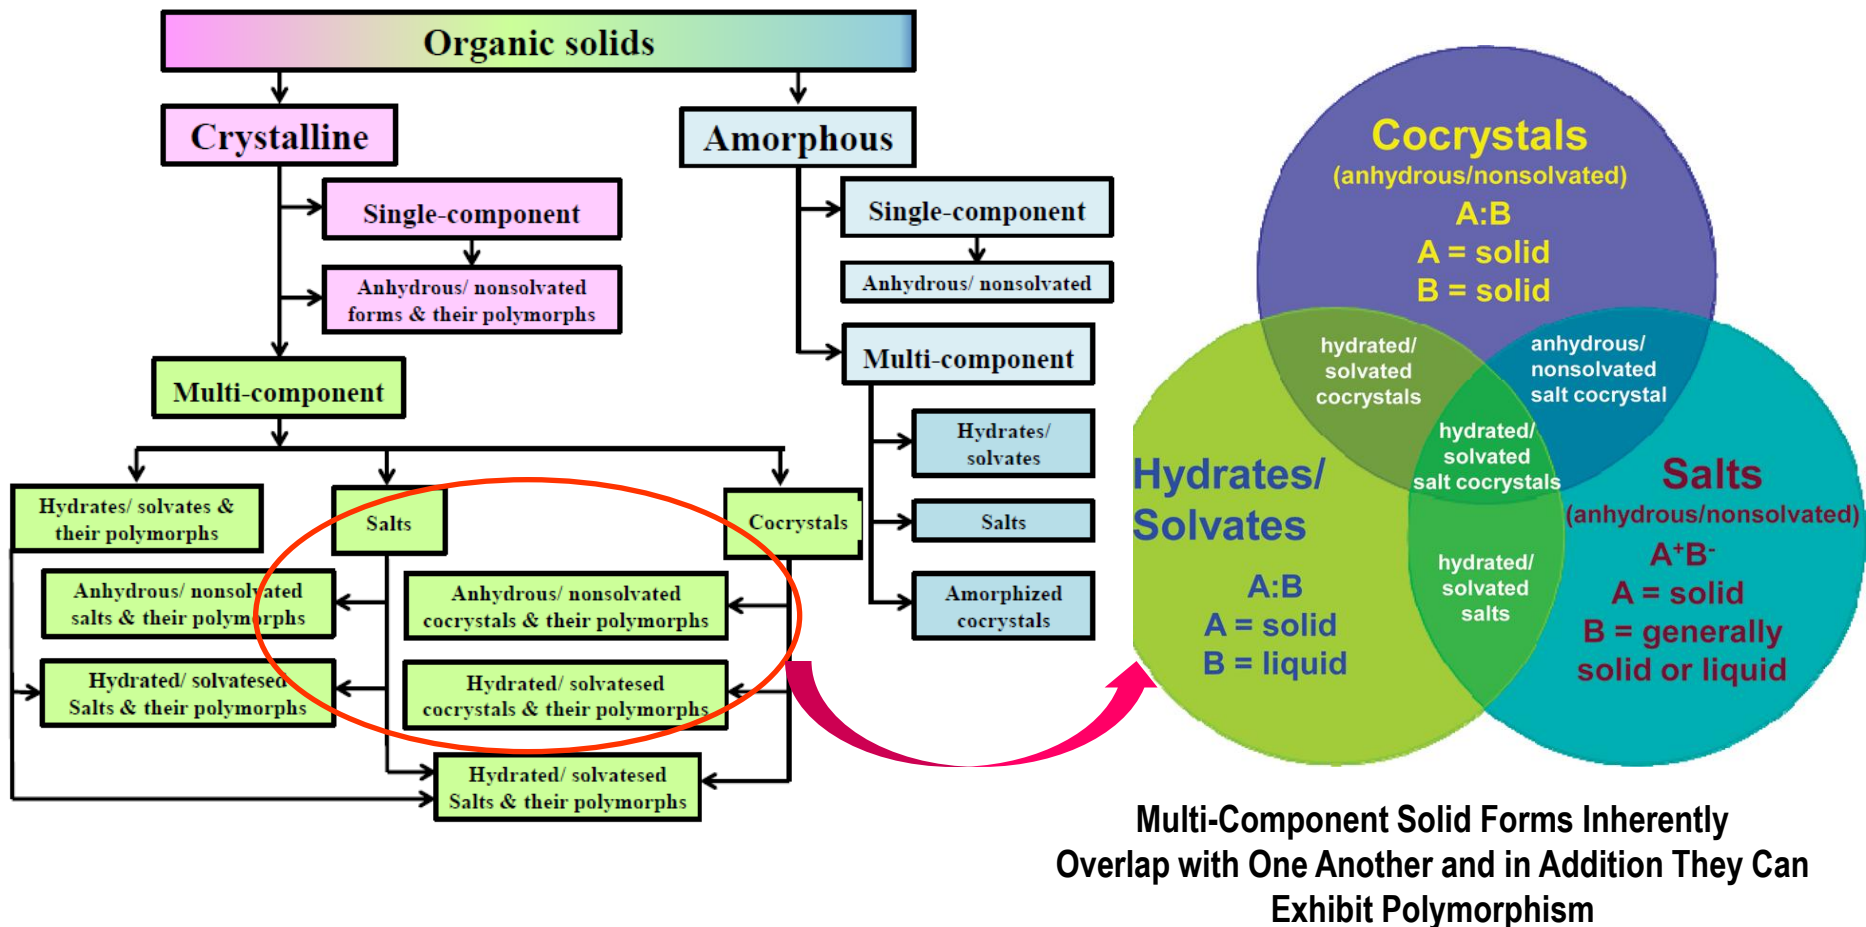 Organic solids
Crystalline
Amorphous
Single-component
Anhydrous/ nonsolvated
forms & their polymorphs
Single-component
Anhydrous/ nonsolvated
Multi-component
Multi-component
Hydrates/
solvates
Salts
Amorphized
cocrystals
Hydrates/ solvates &
their polymorphs
Salts
Cocrystals
Anhydrous/ nonsolvated
salts & their polymorphs
Anhydrous/ nonsolvated
cocrystals & their polymorphs
Hydrated/ solvatesed
Salts & their polymorphs
Hydrated/ solvatesed
cocrystals & their polymorphs
Hydrated/ solvatesed
Salts & their polymorphs
Cocrystals
(anhydrous/nonsolvated)
A:B
A = solid
B = solid
hydrated/
solvated
cocrystals
anhydrous/
nonsolvated
salt cocrystal
hydrated/
solvated
salt cocrystals
Hydrates/
Solvates
A:B
A = solid
B = liquid
Salts
(anhydrous/nonsolvated)
A⁺B⁻
A = solid
B = generally
solid or liquid
hydrated/
solvated
salts
Multi-Component Solid Forms Inherently
Overlap with One Another and in Addition They Can
Exhibit Polymorphism